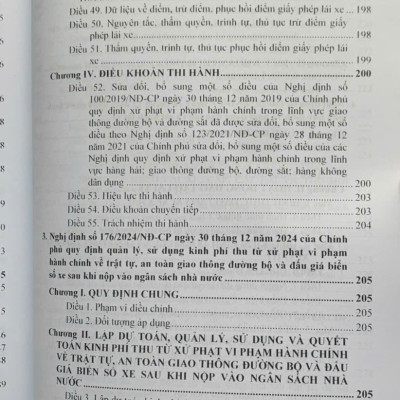 Điều 49. Dữ liệu về điểm, trừ điểm, phục hồi điểm giấy phép lái xe ... 198
Điều 50. Nguyên tắc, thẩm quyền, trình tự, thủ tục trừ điểm giấy
phép lái xe 198
Điều 51. Thẩm quyền, trình tự, thủ tục phục hồi điểm giấy phép lái
xe 199
Chương IV. ĐIỀU KHOẢN THI HÀNH 200
Điều 52. Sửa đổi, bổ sung một số điều của Nghị định số
100/2019/NĐ-CP ngày 30 tháng 12 năm 2019 của Chính phủ
quy định xử phạt vi phạm hành chính trong lĩnh vực giao
thông đường bộ và đường sắt đã được sửa đổi, bổ sung một số
điều theo Nghị định số 123/2021/NĐ-CP ngày 28 tháng 12
năm 2021 của Chính phủ sửa đổi, bổ sung một số điều của các
Nghị định quy định xử phạt vi phạm hành chính trong lĩnh
vực hàng hải; giao thông đường bộ, đường sắt; hàng không
dân dụng 200
Điều 53. Hiệu lực thi hành 203
Điều 54. Điều khoản chuyển tiếp 203
Điều 55. Trách nhiệm thi hành 204
3. Nghị định số 176/2024/NĐ-CP ngày 30 tháng 12 năm 2024 của Chính
phủ quy định quản lý, sử dụng kinh phí thu từ xử phạt vi phạm
hành chính về trật tự, an toàn giao thông đường bộ và đấu giá biển
số xe sau khi nộp vào ngân sách nhà nước 205
Chương I. QUY ĐỊNH CHUNG 205
Điều 1. Phạm vi điều chỉnh 205
Điều 2. Đối tượng áp dụng 205
Chương II. LẬP DỰ TOÁN, QUẢN LÝ, SỬ DỤNG VÀ QUYẾT
TOÁN KINH PHÍ THU TỪ XỬ PHẠT VI PHẠM HÀNH CHÍNH
VỀ TRẬT TỰ, AN TOÀN GIAO THÔNG ĐƯỜNG BỘ VÀ ĐẤU
GIÁ BIỂN SỐ XE SAU KHI NỘP VÀO NGÂN SÁCH NHÀ
NƯỚC 205